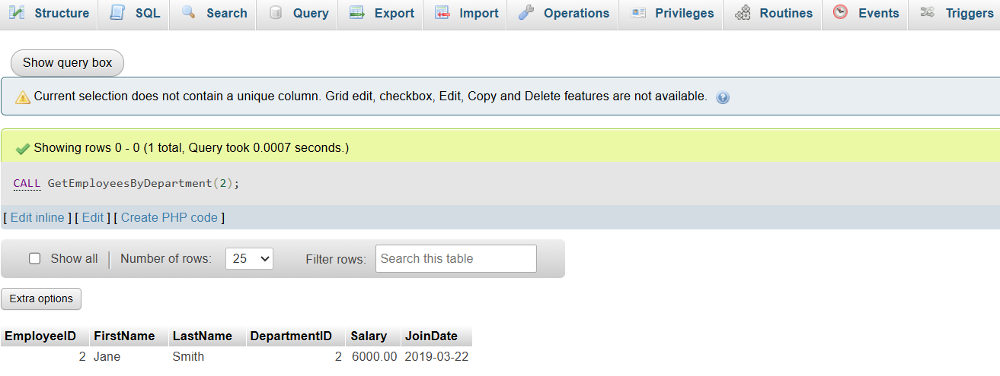 Structure SQL Search Query Export Import Operations Privileges Routines Events Triggers
Show query box
Current selection does not contain a unique column. Grid edit, checkbox, Edit, Copy and Delete features are not available.
Showing rows 0 - 0 (1 total, Query took 0.0007 seconds.)
CALL GetEmployeesByDepartment(2);
[ Edit inline ] [ Edit ] [ Create PHP code ]
Show all Number of rows: 25 Filter rows: Search this table
Extra options
EmployeeID FirstName LastName DepartmentID Salary JoinDate
2 Jane Smith 2 6000.00 2019-03-22